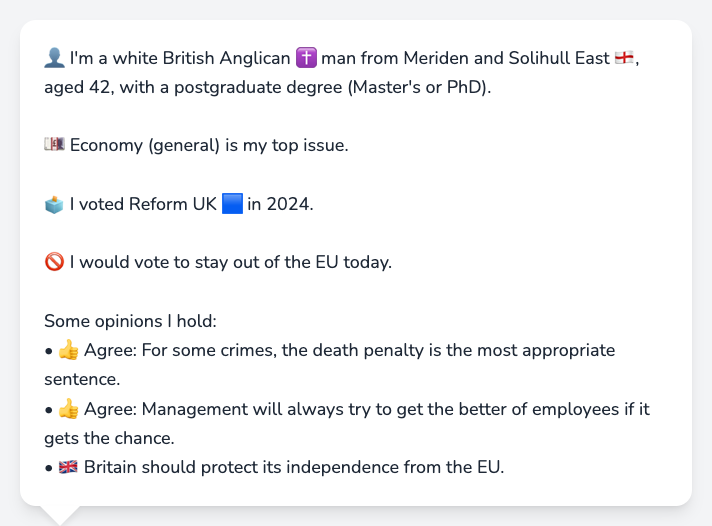 👤 I'm a white British Anglican ✝️ man from Meriden and Solihull East 🏴󠁧󠁢󠁥󠁮󠁧󠁿,
aged 42, with a postgraduate degree (Master's or PhD).
💷 Economy (general) is my top issue.
🗳️ I voted Reform UK 🟦 in 2024.
🚫 I would vote to stay out of the EU today.
Some opinions I hold:
• 👍 Agree: For some crimes, the death penalty is the most appropriate
sentence.
• 👍 Agree: Management will always try to get the better of employees if it
gets the chance.
• 🇬🇧 Britain should protect its independence from the EU.